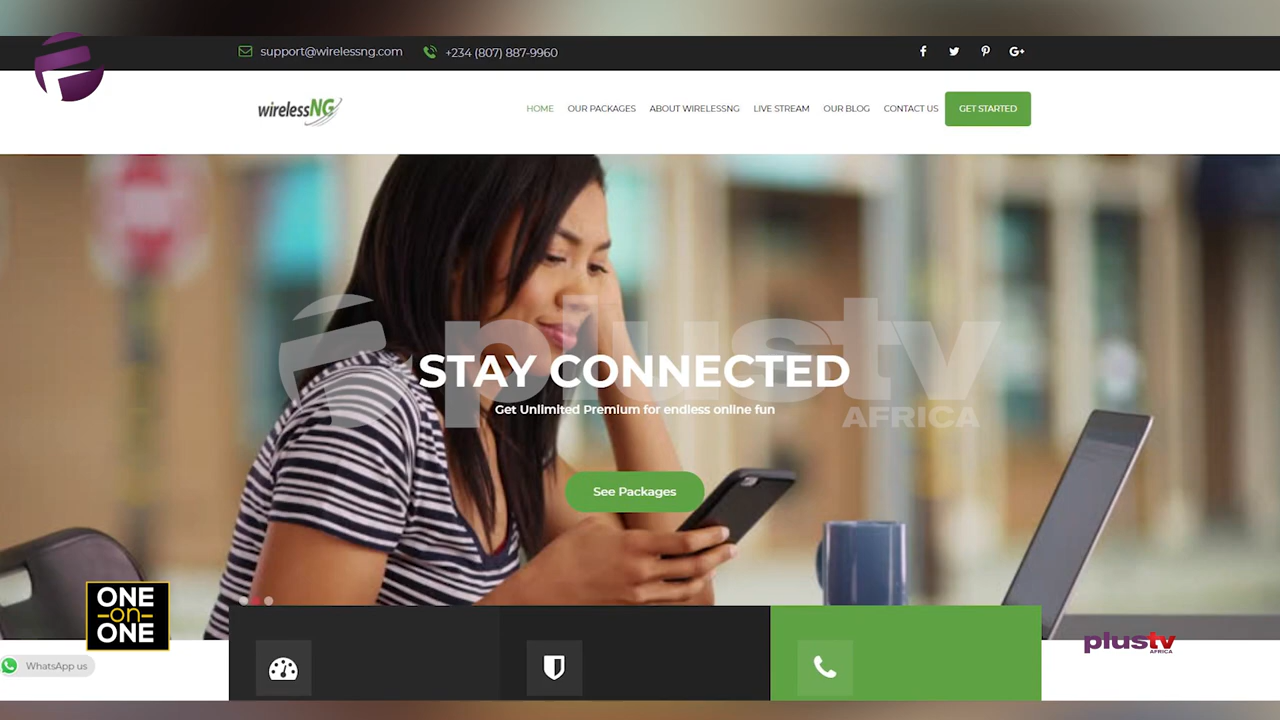 support@wirelessng.com
+234 (807) 887-9960
wirelessNG
HOME
OUR PACKAGES
ABOUT WIRELESSNG
LIVE STREAM
OUR BLOG
CONTACT US
GET STARTED
plustv
AFRICA
STAY CONNECTED
Get Unlimited Premium for endless online fun
See Packages
ONE
on
ONE
WhatsApp us
plustv
AFRICA